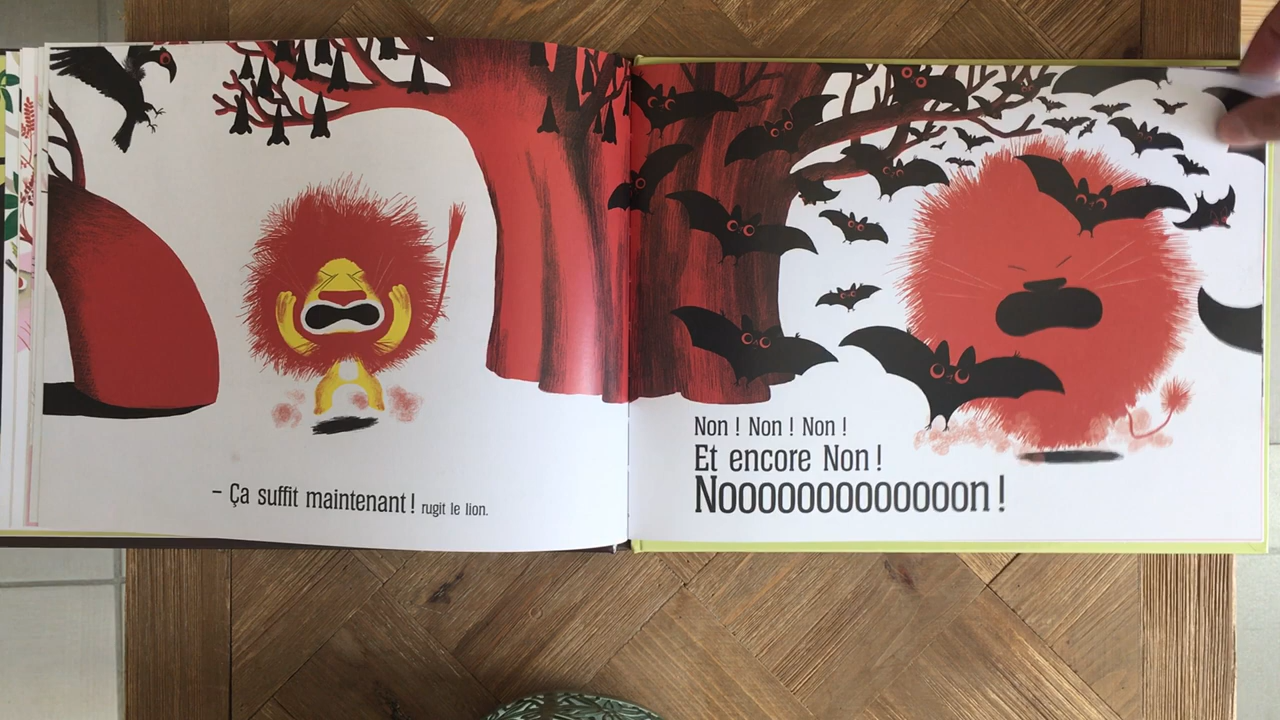 – Ça suffit maintenant ! rugit le lion.
Non ! Non ! Non !
Et encore Non !
Nooooooooooooon !